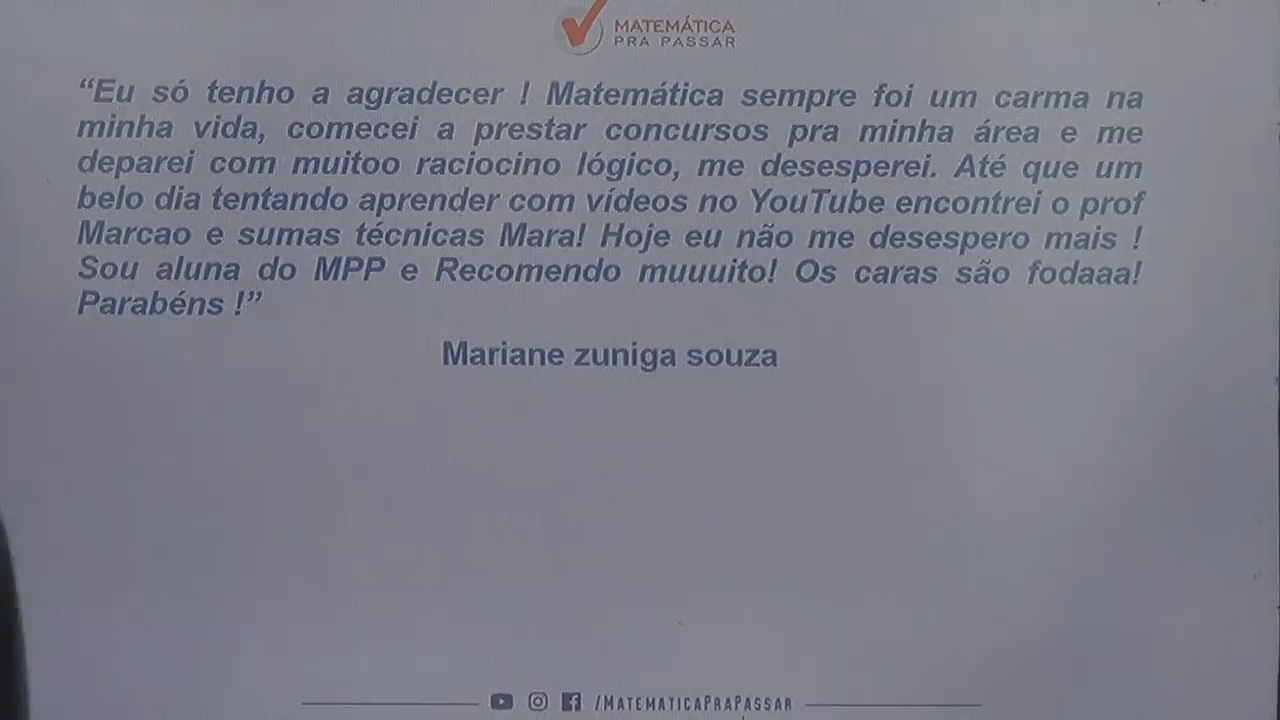 MATEMÁTICA
PRA PASSAR
“Eu só tenho a agradecer ! Matemática sempre foi um carma na
minha vida, comecei a prestar concursos pra minha área e me
deparei com muitoo raciocino lógico, me desesperei. Até que um
belo dia tentando aprender com vídeos no YouTube encontrei o prof
Marcao e sumas técnicas Mara! Hoje eu não me desespero mais !
Sou aluna do MPP e Recomendo muuuito! Os caras são fodaaa!
Parabéns !”
Mariane zuniga souza
/MATEMATICAPRAPASSAR